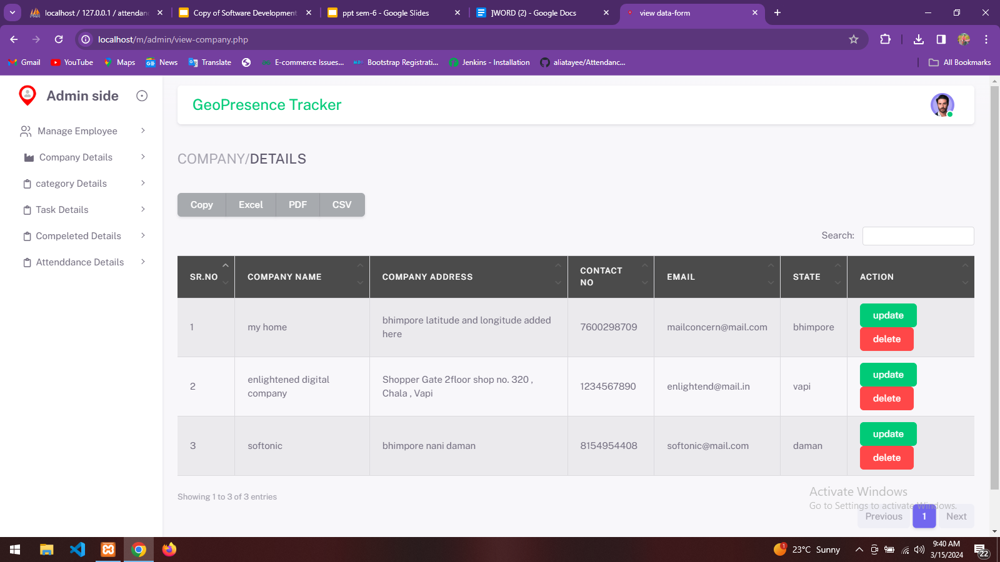 localhost / 127.0.0.1 / attendan
Copy of Software Development
ppt sem-6 - Google Slides
]WORD (2) - Google Docs
view data-form
localhost/m/admin/view-company.php
Gmail
YouTube
Maps
News
Translate
E-commerce Issues...
Bootstrap Registrati...
Jenkins - Installation
aliatayee/Attendanc...
All Bookmarks
Admin side
GeoPresence Tracker
Manage Employee
Company Details
category Details
Task Details
Compeleted Details
Attenddance Details
COMPANY/DETAILS
Copy
Excel
PDF
CSV
Search:
SR.NO
COMPANY NAME
COMPANY ADDRESS
CONTACT
NO
EMAIL
STATE
ACTION
1
my home
bhimpore latitude and longitude added
here
7600298709
mailconcern@mail.com
bhimpore
update
delete
2
enlightened digital
company
Shopper Gate 2floor shop no. 320 ,
Chala , Vapi
1234567890
enlightend@mail.in
vapi
update
delete
3
softonic
bhimpore nani daman
8154954408
softonic@mail.com
daman
update
delete
Showing 1 to 3 of 3 entries
Activate Windows
Go to Settings to activate Windows.
Previous
1
Next
1
23°C Sunny
9:40 AM
3/15/2024
22